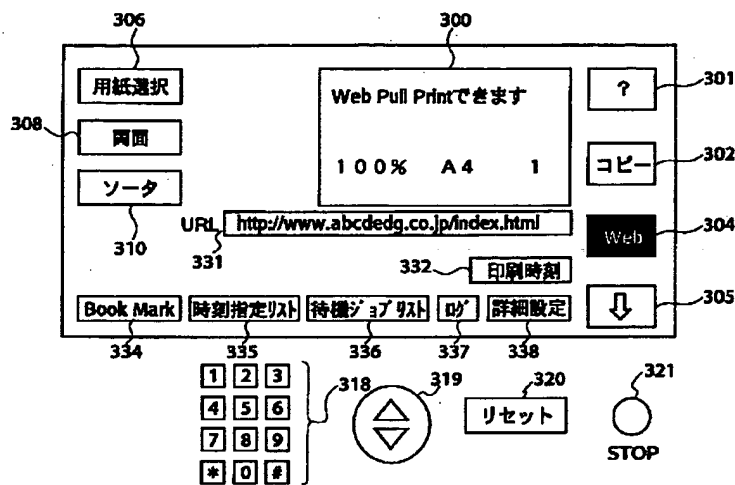 306
300
用紙選択
Web Pull Printできます
?
301
308
両面
100% A4 1
コピー
302
ソータ
310
URL http://www.abcdedg.co.jp/index.html
331
Web
304
332
印刷時刻
305
Book Mark 時刻指定リスト 待機ジョブリスト ログ 詳細設定
334 335 336 337 338
1 2 3
318
319
320
321
4 5 6
リセット
7 8 9
STOP
* 0 #